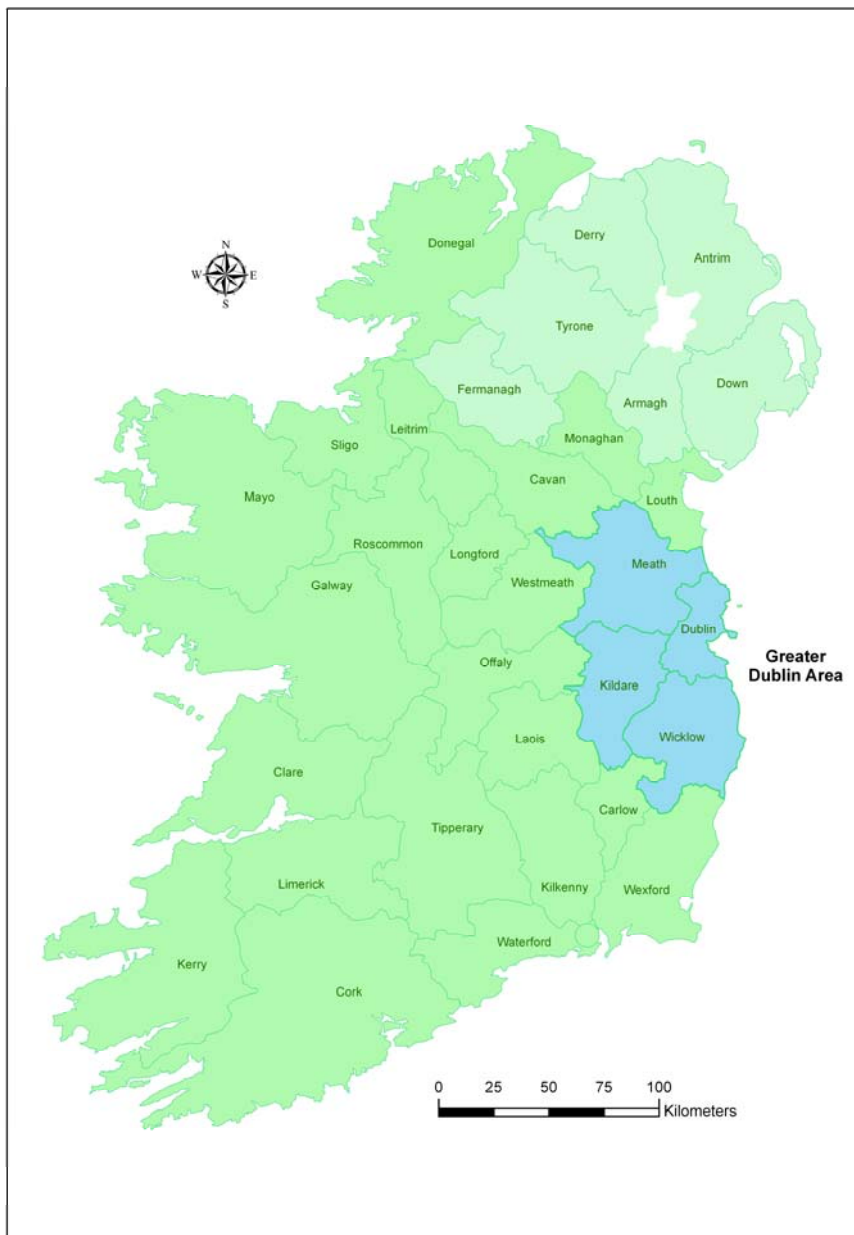 Derry
Donegal
N
Antrim
W E
S
Tyrone
Down
Fermanagh
Armagh
Leitrim
Monaghan
Sligo
Cavan
Mayo
Louth
Roscommon
Longford
Meath
Galway
Westmeath
Dublin
Greater
Dublin Area
Offaly
Kildare
Wicklow
Laois
Clare
Carlow
Tipperary
Limerick
Kilkenny
Wexford
Waterford
Kerry
Cork
0 25 50 75 100
Kilometers